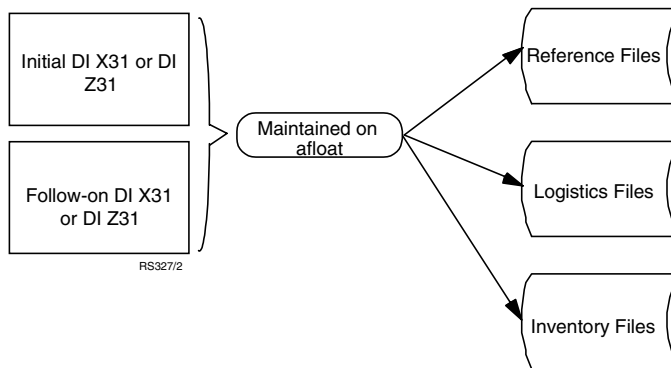 Initial DI X31 or DI
Z31
Follow-on DI X31
or DI Z31
RS327/2
Maintained on
afloat
Reference Files
Logistics Files
Inventory Files